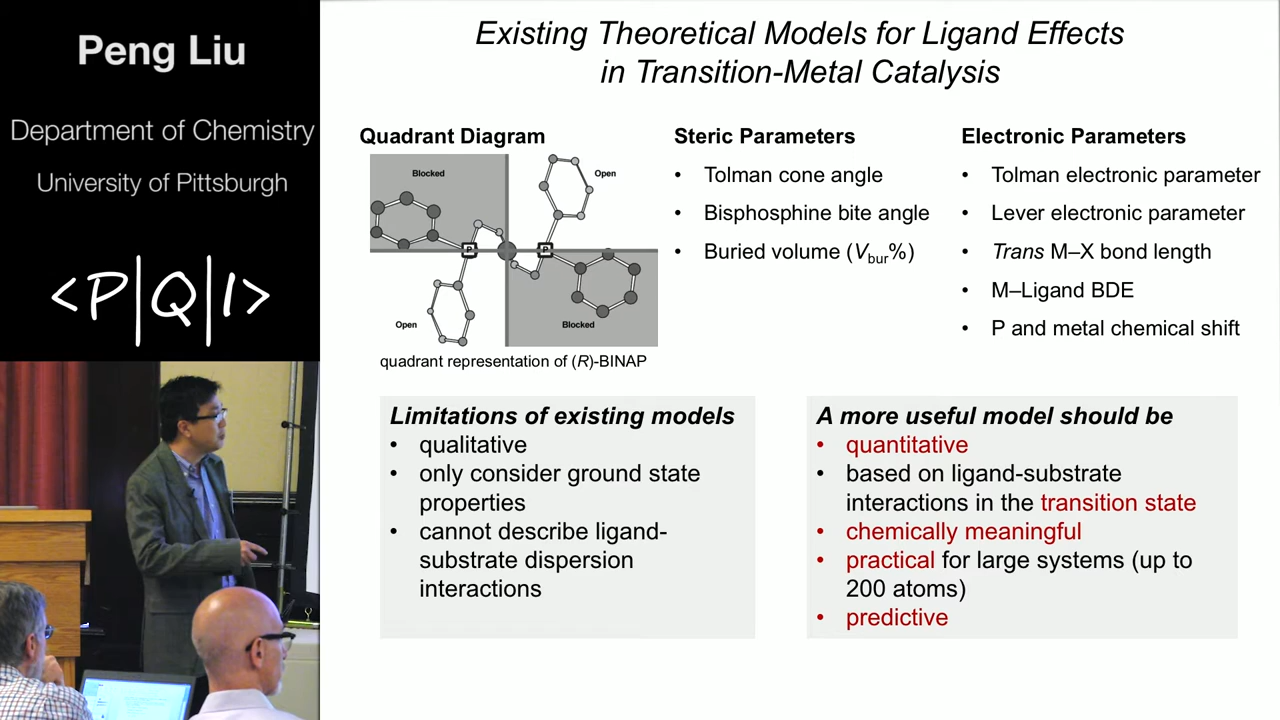 Peng Liu
Department of Chemistry
University of Pittsburgh
<P|Q|I>
Existing Theoretical Models for Ligand Effects
in Transition-Metal Catalysis
Quadrant Diagram
Blocked
Open
P
P
Open
Blocked
quadrant representation of (R)-BINAP
Steric Parameters
• Tolman cone angle
• Bisphosphine bite angle
• Buried volume (Vbur%)
Electronic Parameters
• Tolman electronic parameter
• Lever electronic parameter
• Trans M–X bond length
• M–Ligand BDE
• P and metal chemical shift
Limitations of existing models
• qualitative
• only consider ground state
properties
• cannot describe ligand-
substrate dispersion
interactions
A more useful model should be
• quantitative
• based on ligand-substrate
interactions in the transition state
• chemically meaningful
• practical for large systems (up to
200 atoms)
• predictive